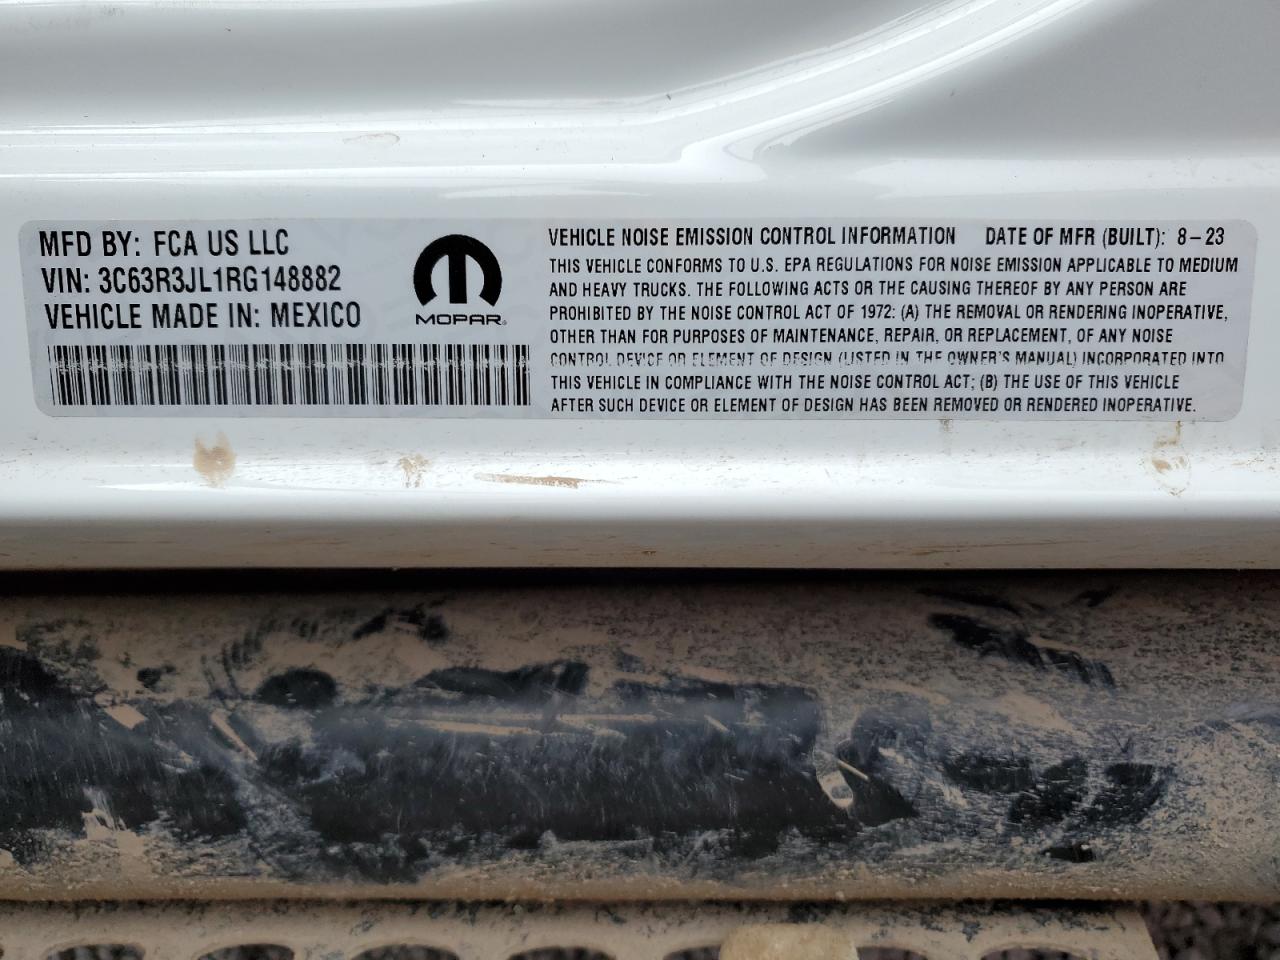 MFD BY: FCA US LLC
VIN: 3C63R3JL1RG148882
VEHICLE MADE IN: MEXICO
MOPAR
VEHICLE NOISE EMISSION CONTROL INFORMATION DATE OF MFR (BUILT): 8-23
THIS VEHICLE CONFORMS TO U.S. EPA REGULATIONS FOR NOISE EMISSION APPLICABLE TO MEDIUM
AND HEAVY TRUCKS. THE FOLLOWING ACTS OR THE CAUSING THEREOF BY ANY PERSON ARE
PROHIBITED BY THE NOISE CONTROL ACT OF 1972: (A) THE REMOVAL OR RENDERING INOPERATIVE,
OTHER THAN FOR PURPOSES OF MAINTENANCE, REPAIR, OR REPLACEMENT, OF ANY NOISE
CONTROL DEVICE OR ELEMENT OF DESIGN (LISTED IN THE OWNER'S MANUAL) INCORPORATED INTO
THIS VEHICLE IN COMPLIANCE WITH THE NOISE CONTROL ACT; (B) THE USE OF THIS VEHICLE
AFTER SUCH DEVICE OR ELEMENT OF DESIGN HAS BEEN REMOVED OR RENDERED INOPERATIVE.